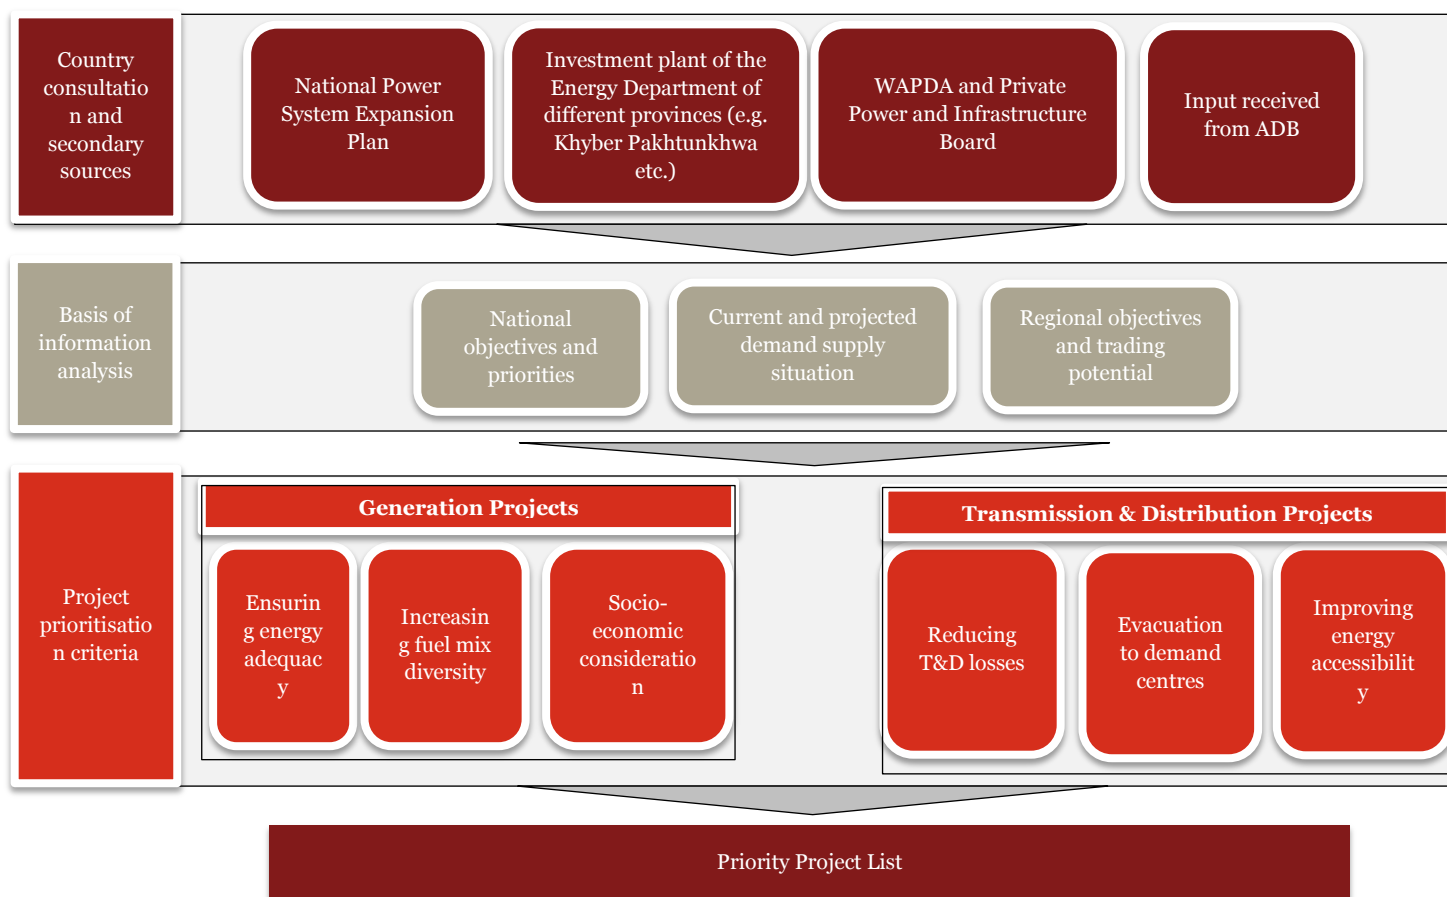 Country
consultatio
n and
secondary
sources
National Power
System Expansion
Plan
Investment plant of the
Energy Department of
different provinces (e.g.
Khyber Pakhtunkhwa
etc.)
WAPDA and Private
Power and Infrastructure
Board
Input received
from ADB
Basis of
information
analysis
National
objectives and
priorities
Current and projected
demand supply
situation
Regional objectives
and trading
potential
Project
prioritisatio
n criteria
Generation Projects
Ensurin
g energy
adequac
y
Increasin
g fuel mix
diversity
Socio-
economic
consideratio
n
Transmission & Distribution Projects
Reducing
T&D losses
Evacuation
to demand
centres
Improving
energy
accessibilit
y
Priority Project List